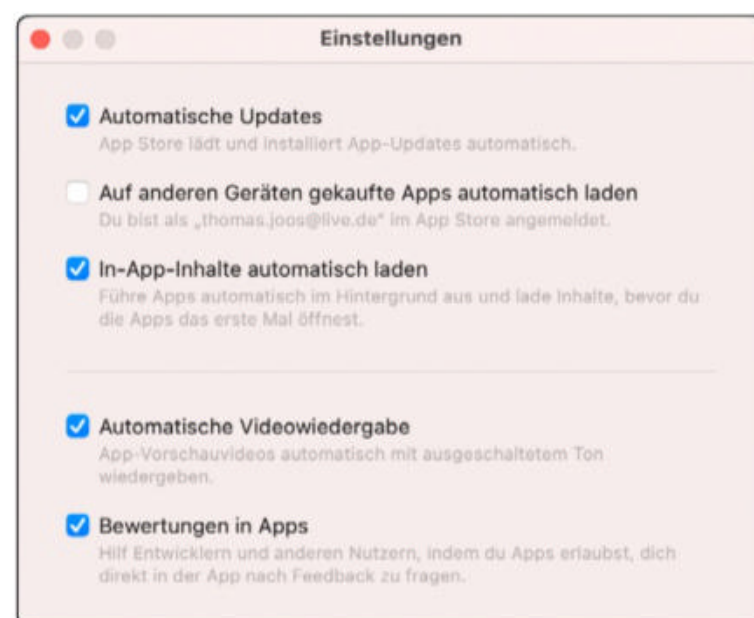 Einstellungen
Automatische Updates
App Store lädt und installiert App-Updates automatisch.
Auf anderen Geräten gekaufte Apps automatisch laden
Du bist als „thomas.joos@live.de“ im App Store angemeldet.
In-App-Inhalte automatisch laden
Führe Apps automatisch im Hintergrund aus und lade Inhalte, bevor du
die Apps das erste Mal öffnest.
Automatische Videowiedergabe
App-Vorschauvideos automatisch mit ausgeschaltetem Ton
wiedergeben.
Bewertungen in Apps
Hilf Entwicklern und anderen Nutzern, indem du Apps erlaubst, dich
direkt in der App nach Feedback zu fragen.